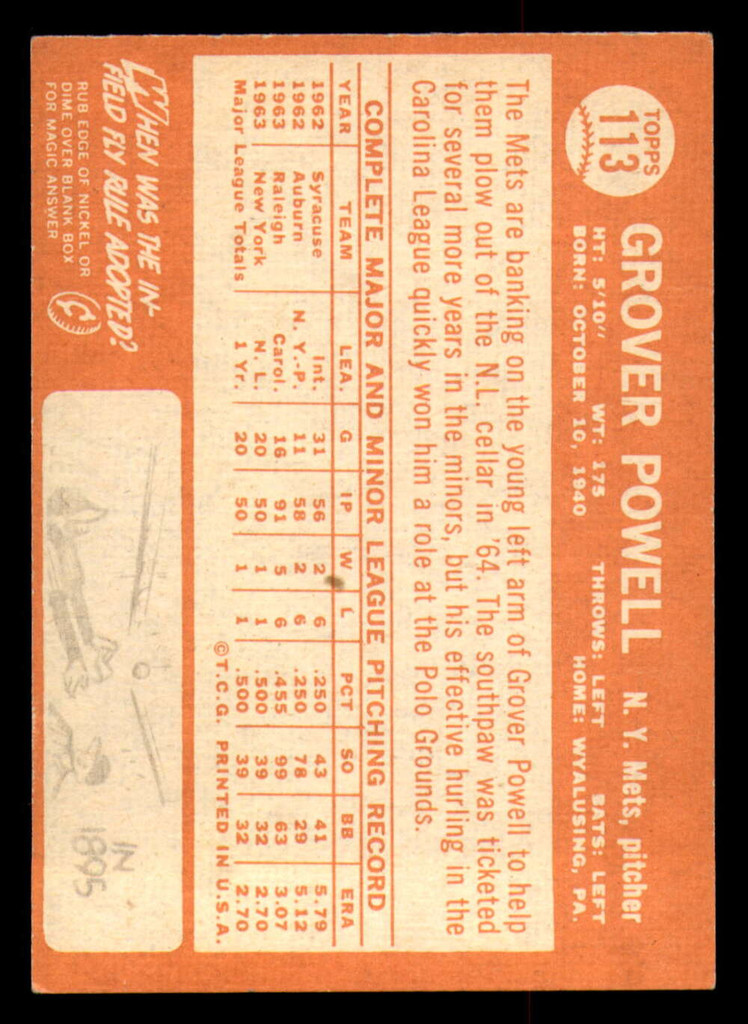 TOPPS
113
GROVER POWELL N. Y. Mets, pitcher
HT: 5/10" WT: 175 THROWS: LEFT BATS: LEFT
BORN: OCTOBER 10, 1940 HOME: WYALUSING, PA.
The Mets are banking on the young left arm of Grover Powell to help
them plow out of the N.L. cellar in '64. The southpaw was ticketed
for several more years in the minors, but his effective hurling in the
Carolina League quickly won him a role at the Polo Grounds.
COMPLETE MAJOR AND MINOR LEAGUE PITCHING RECORD
YEAR TEAM LEA. G IP W L PCT SO BB ERA
1962 Syracuse Int. 31 56 2 6 .250 43 41 5.79
1962 Auburn N. Y.-P. 11 58 2 6 .250 78 29 5.12
1963 Raleigh Carol. 16 91 5 6 .455 99 63 3.07
1963 New York N. L. 20 50 1 1 .500 39 32 2.70
Major League Totals 1 Yr. 20 50 1 1 .500 39 32 2.70
©T.C.G. PRINTED IN U.S.A.
WHEN WAS THE IN-
FIELD FLY RULE ADOPTED?
RUB EDGE OF NICKEL OR
DIME OVER BLANK BOX
FOR MAGIC ANSWER
IN
1895